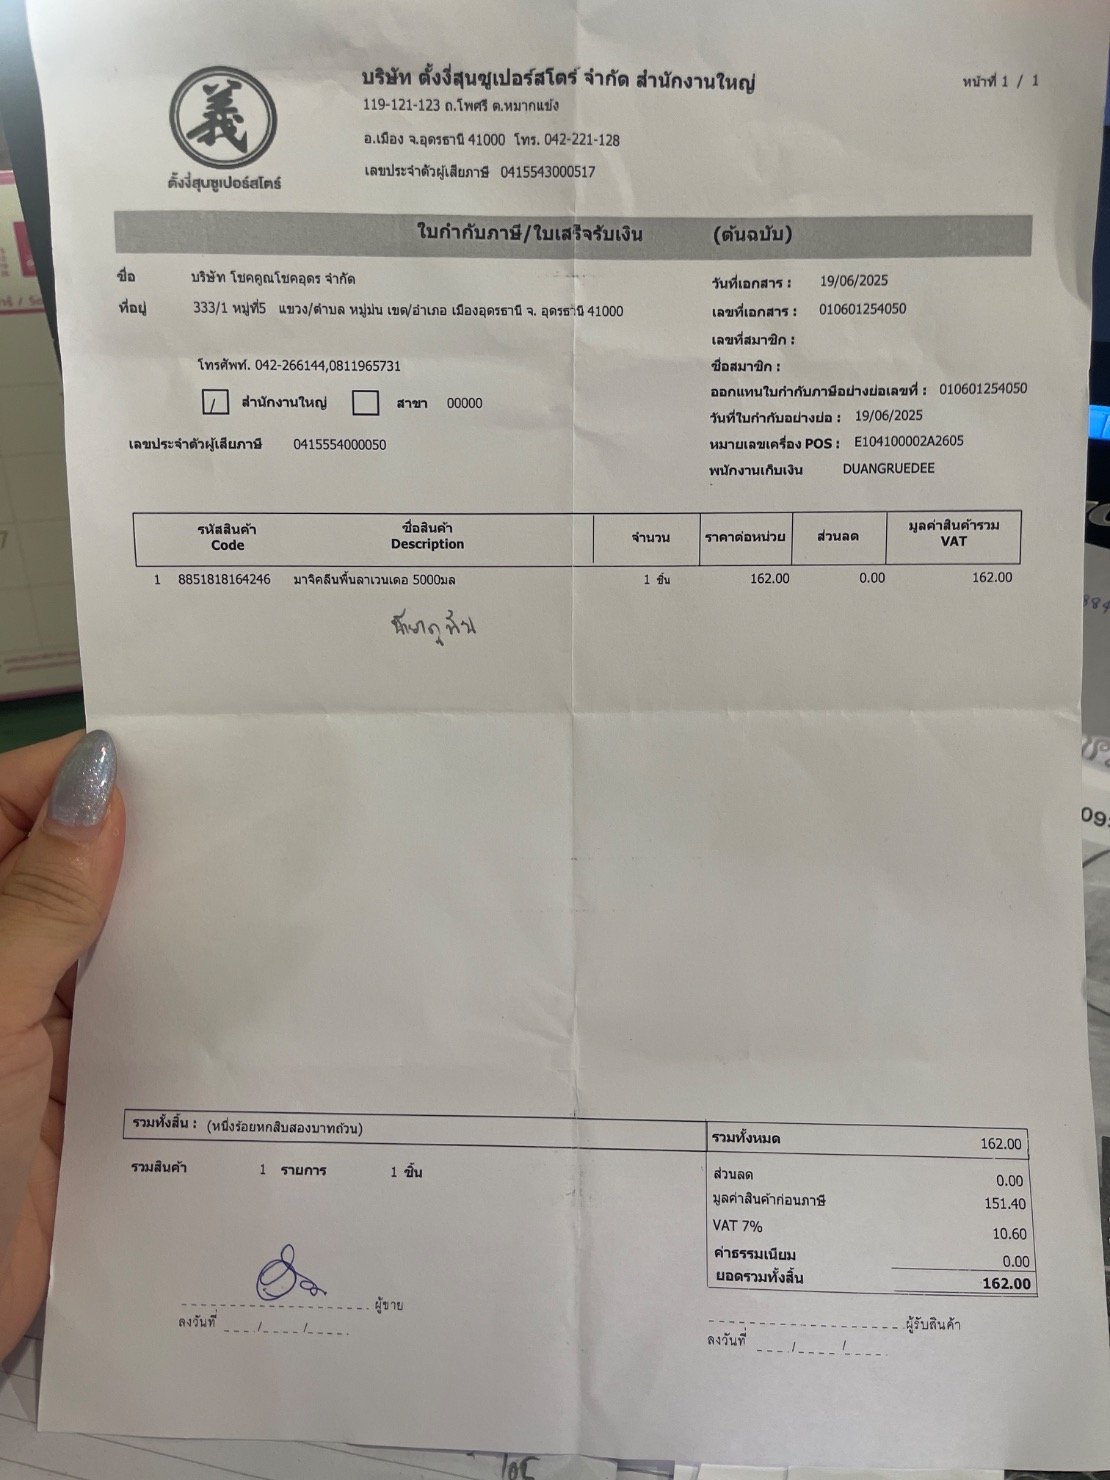 義
ตั้งงี่สุนซูเปอร์สโตร์
บริษัท ตั้งงี่สุนซูเปอร์สโตร์ จำกัด สำนักงานใหญ่
หน้าที่ 1 / 1
119-121-123 ถ.โพศรี ต.หมากแข้ง
อ.เมือง จ.อุดรธานี 41000 โทร. 042-221-128
เลขประจำตัวผู้เสียภาษี 0415543000517
ใบกำกับภาษี/ใบเสร็จรับเงิน (ต้นฉบับ)
ชื่อ บริษัท โชคคูณโชคอุดร จำกัด
ที่อยู่ 333/1 หมู่ที่5 แขวง/ตำบล หมู่ม่น เขต/อำเภอ เมืองอุดรธานี จ. อุดรธานี 41000
โทรศัพท์. 042-266144,0811965731
/ สำนักงานใหญ่ สาขา 00000
เลขประจำตัวผู้เสียภาษี 0415554000050
วันที่เอกสาร : 19/06/2025
เลขที่เอกสาร : 010601254050
เลขที่สมาชิก :
ชื่อสมาชิก :
ออกแทนใบกำกับภาษีอย่างย่อเลขที่ : 010601254050
วันที่ใบกำกับอย่างย่อ : 19/06/2025
หมายเลขเครื่อง POS : E104100002A2605
พนักงานเก็บเงิน DUANGRUEDEE
รหัสสินค้า ชื่อสินค้า จำนวน ราคาต่อหน่วย ส่วนลด มูลค่าสินค้ารวม
Code Description VAT
1 8851818164246 มาจิคลีนพื้นลาเวนเดอ 5000มล 1 ชิ้น 162.00 0.00 162.00
น้ำยาถูพื้น
รวมทั้งสิ้น : (หนึ่งร้อยหกสิบสองบาทถ้วน)
รวมสินค้า 1 รายการ 1 ชิ้น
รวมทั้งหมด 162.00
ส่วนลด 0.00
มูลค่าสินค้าก่อนภาษี 151.40
VAT 7% 10.60
ค่าธรรมเนียม 0.00
ยอดรวมทั้งสิ้น 162.00
ผู้ขาย
ลงวันที่ / /
ผู้รับสินค้า
ลงวันที่ / /